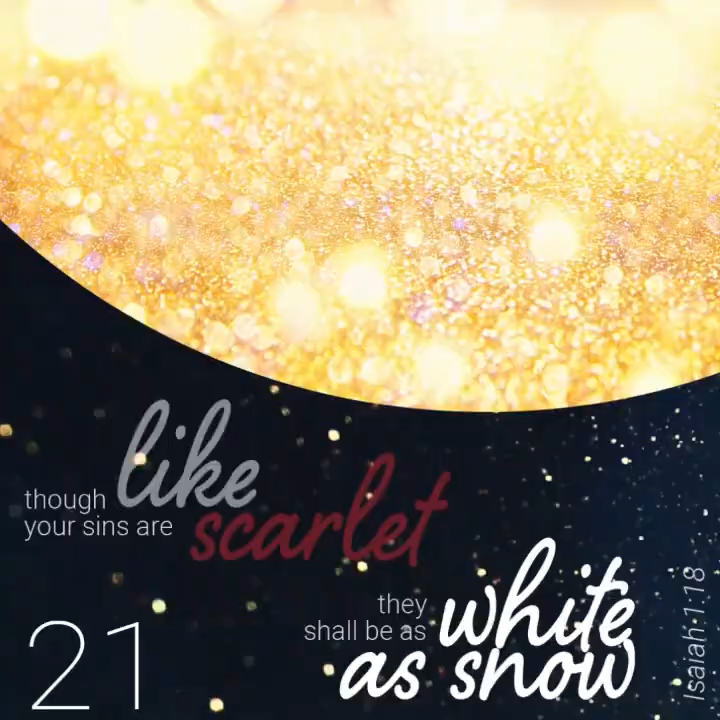 though like
your sins are scarlet
they
shall be as white
as snow
21
Isaiah 1:18